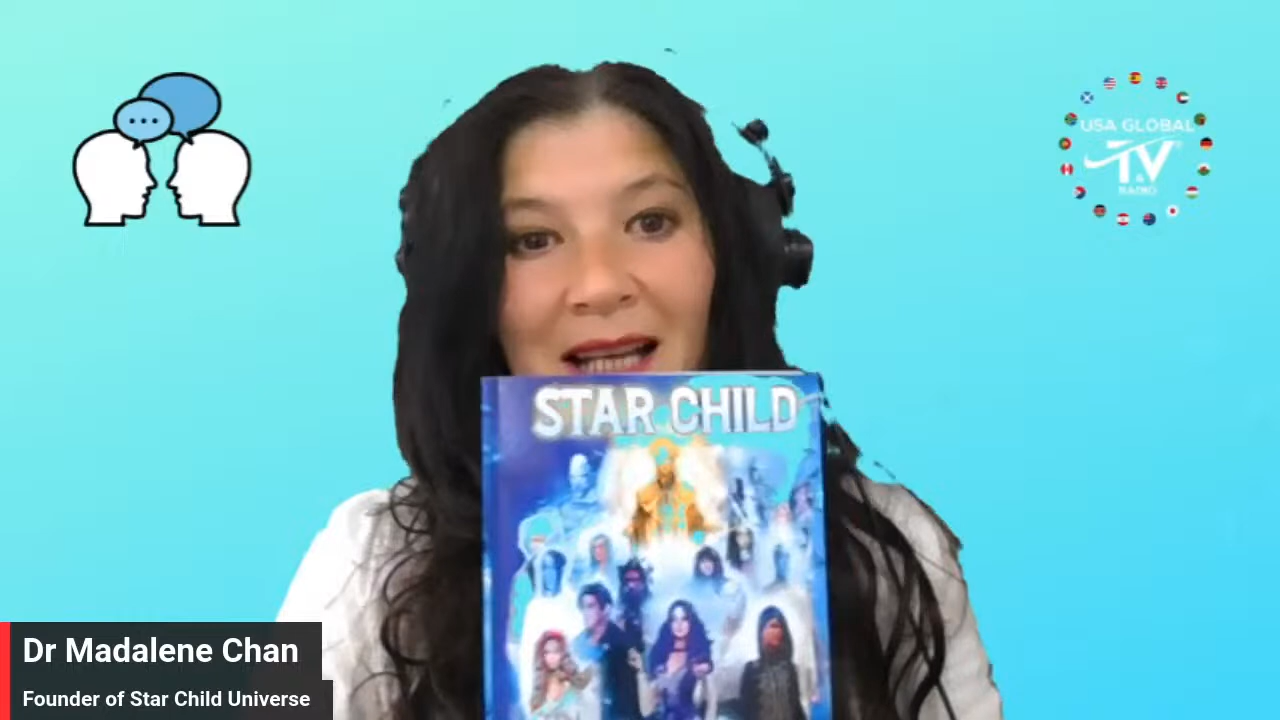 USA GLOBAL
TV
&
RADIO
STAR CHILD
Dr Madalene Chan
Founder of Star Child Universe